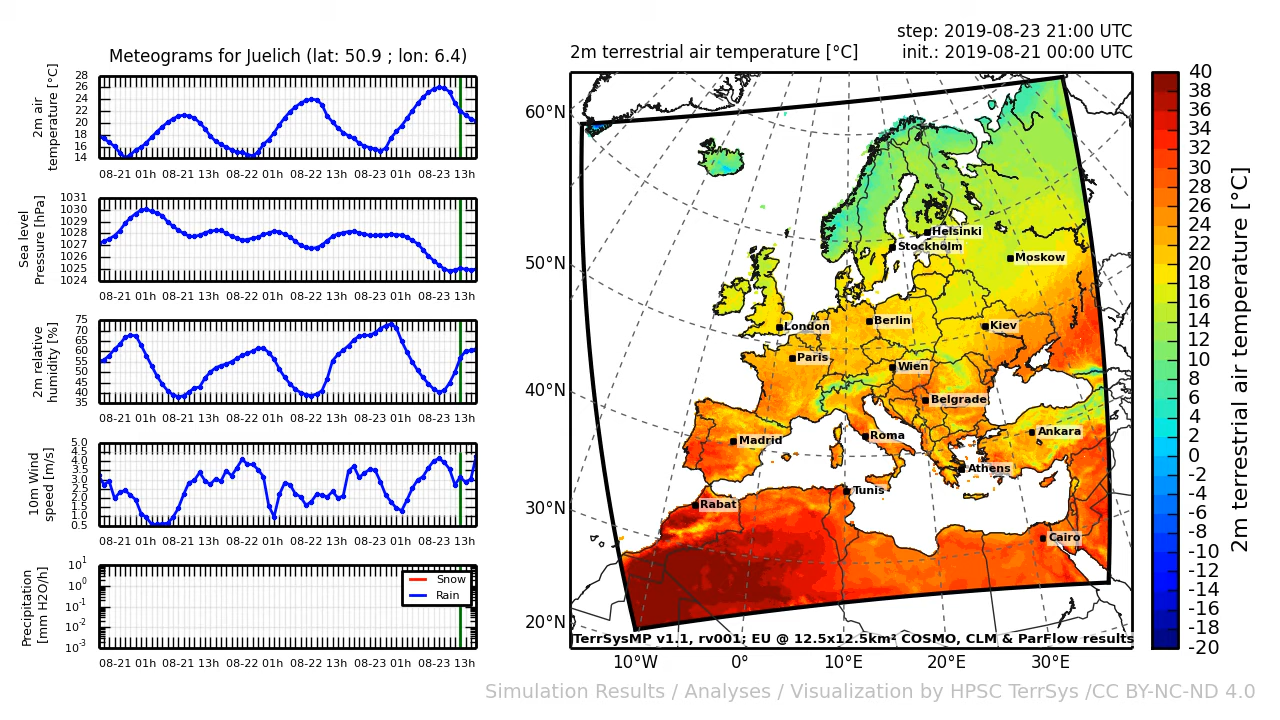 step: 2019-08-23 21:00 UTC
2m terrestrial air temperature [°C]
init.: 2019-08-21 00:00 UTC
Meteograms for Juelich (lat: 50.9 ; lon: 6.4)
2m air
temperature [°C]
28
26
24
22
20
18
16
14
08-21 01h 08-21 13h 08-22 01h 08-22 13h 08-23 01h 08-23 13h
Sea level
Pressure [hPa]
1031
1030
1029
1028
1027
1026
1025
1024
08-21 01h 08-21 13h 08-22 01h 08-22 13h 08-23 01h 08-23 13h
2m relative
humidity [%]
75
70
65
60
55
50
45
40
35
08-21 01h 08-21 13h 08-22 01h 08-22 13h 08-23 01h 08-23 13h
10m Wind
speed [m/s]
5.0
4.5
4.0
3.5
3.0
2.5
2.0
1.5
1.0
0.5
08-21 01h 08-21 13h 08-22 01h 08-22 13h 08-23 01h 08-23 13h
Precipitation
[mm H2O/h]
10¹
10⁰
10⁻¹
10⁻²
10⁻³
Snow
Rain
08-21 01h 08-21 13h 08-22 01h 08-22 13h 08-23 01h 08-23 13h
60°N
50°N
40°N
30°N
20°N
Helsinki
Stockholm
Moskow
London
Berlin
Kiev
Paris
Wien
Belgrade
Madrid
Roma
Ankara
Athens
Tunis
Rabat
Cairo
TerrSysMP v1.1, rv001; EU @ 12.5x12.5km² COSMO, CLM & ParFlow results
10°W 0° 10°E 20°E 30°E
40
38
36
34
32
30
28
26
24
22
20
18
16
14
12
10
8
6
4
2
0
-2
-4
-6
-8
-10
-12
-14
-16
-18
-20
2m terrestrial air temperature [°C]
Simulation Results / Analyses / Visualization by HPSC TerrSys /CC BY-NC-ND 4.0